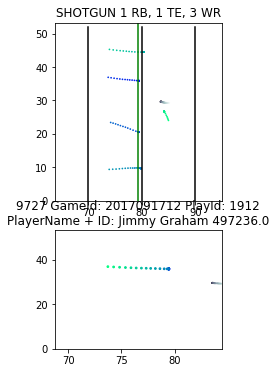 SHOTGUN 1 RB, 1 TE, 3 WR
50
40
30
20
10
0
70 80 90
9727 GameId: 2017091712 PlayId: 1912
PlayerName + ID: Jimmy Graham 497236.0
40
20
0
70 75 80